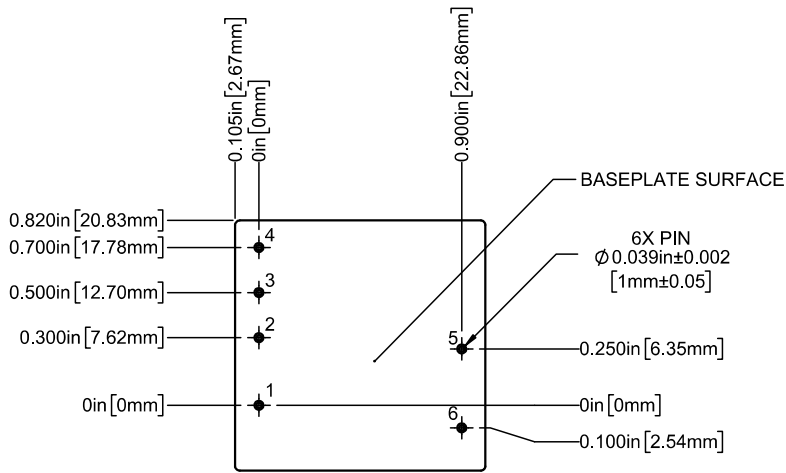 0.105in[2.67mm]
0in[0mm]
0.900in[22.86mm]
BASEPLATE SURFACE
0.820in[20.83mm]
0.700in[17.78mm]
4
6X PIN
Ø0.039in±0.002
[1mm±0.05]
0.500in[12.70mm]
3
0.300in[7.62mm]
2
5
0.250in[6.35mm]
0in[0mm]
1
0in[0mm]
6
0.100in[2.54mm]